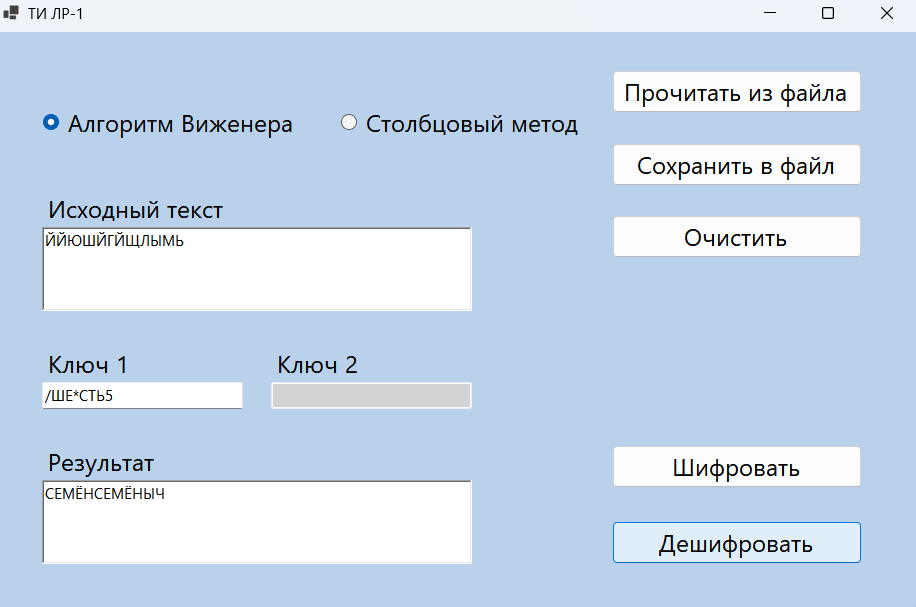 ТИ ЛР-1
Прочитать из файла
Алгоритм Виженера
Столбцовый метод
Сохранить в файл
Исходный текст
Очистить
ЙЙЮШЙГЙЩЛЫМЬ
Ключ 1
Ключ 2
/ШЕ*СТЬ5
Результат
Шифровать
СЕМЁНСЕМЁНЫЧ
Дешифровать